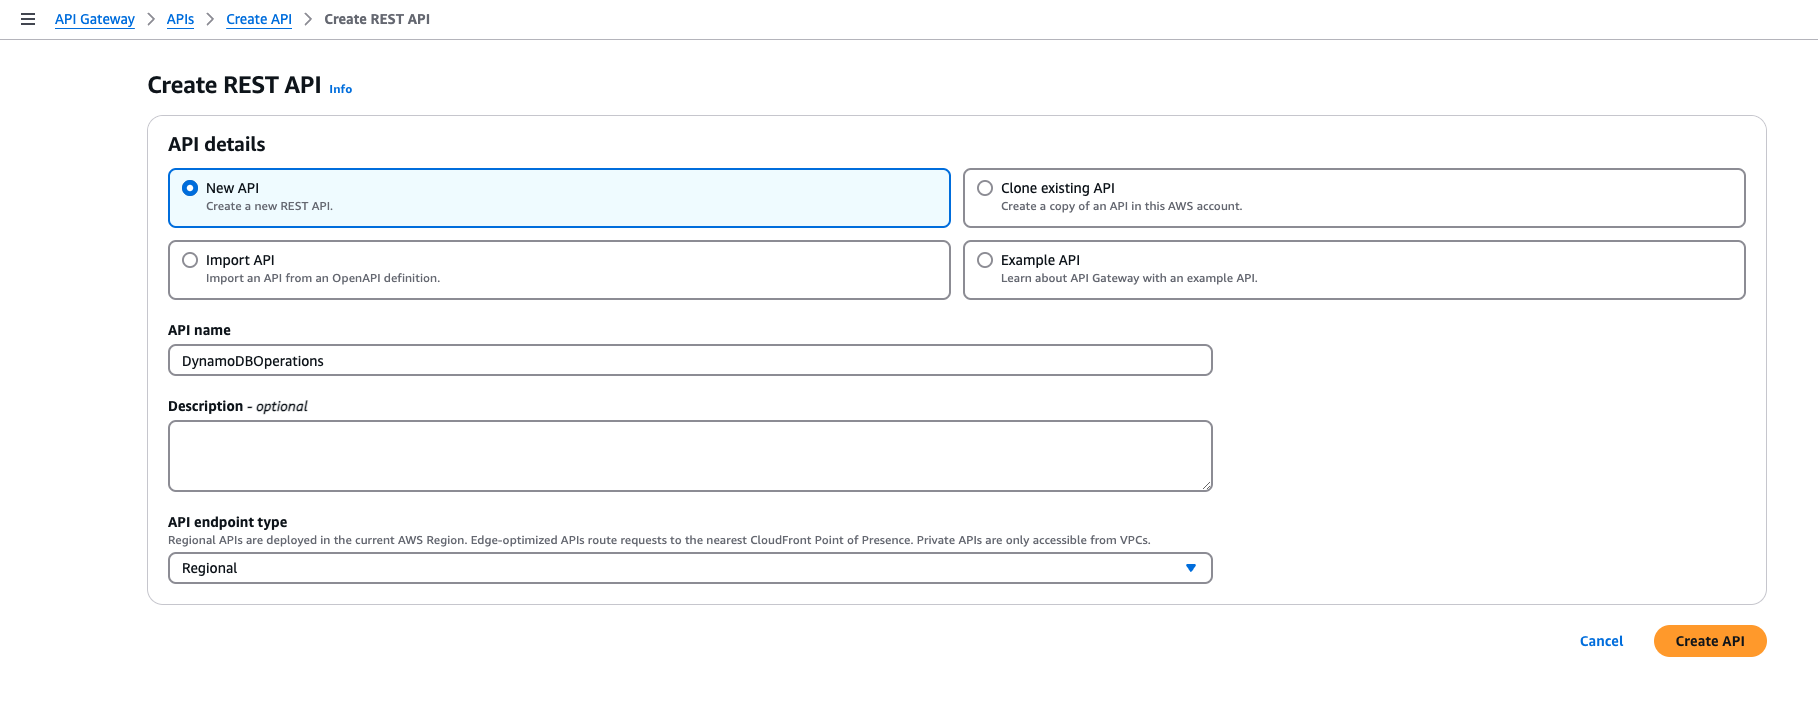 API Gateway > APIs > Create API > Create REST API
Create REST API Info
API details
New API
Create a new REST API.
Clone existing API
Create a copy of an API in this AWS account.
Import API
Import an API from an OpenAPI definition.
Example API
Learn about API Gateway with an example API.
API name
DynamoDBOperations
Description - optional
API endpoint type
Regional APIs are deployed in the current AWS Region. Edge-optimized APIs route requests to the nearest CloudFront Point of Presence. Private APIs are only accessible from VPCs.
Regional
Cancel Create API